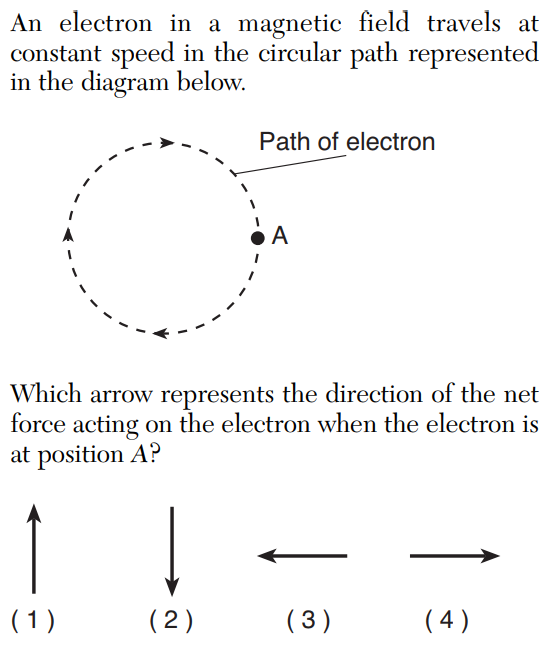 An electron in a magnetic field travels at
constant speed in the circular path represented
in the diagram below.
Path of electron
A
Which arrow represents the direction of the net
force acting on the electron when the electron is
at position A?
( 1 ) ( 2 ) ( 3 ) ( 4 )